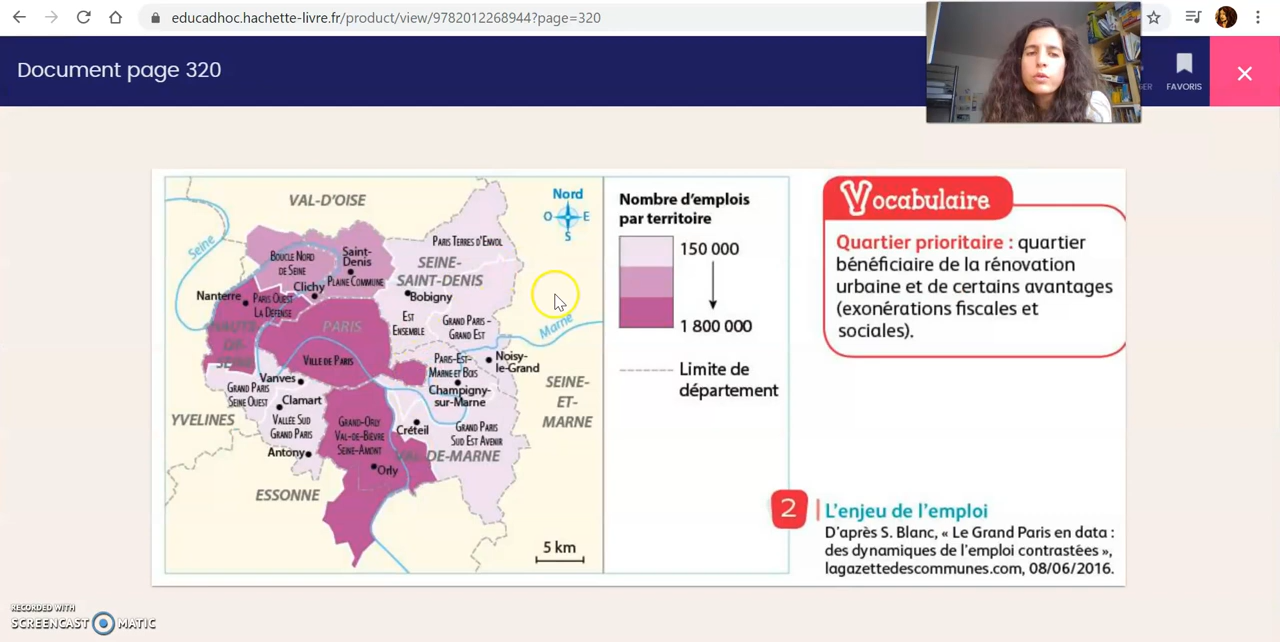 educadhoc.hachette-livre.fr/product/view/9782012268944?page=320
Document page 320
FAVORIS
VAL-D'OISE
Nord
O E
S
Seine
PARIS TERRES D'ENVOL
BOUCLE NORD
DE SEINE
Saint-
Denis
PLAINE COMMUNE
SEINE-
SAINT-DENIS
Clichy
Nanterre
PARIS OUEST
LA DÉFENSE
Bobigny
HAUTS-
DE-
SEINE
PARIS
EST
ENSEMBLE
GRAND PARIS-
GRAND EST
Marne
VILLE DE PARIS
PARIS-EST-
MARNE ET BOIS
Noisy-
le-Grand
Vanves
GRAND PARIS
SEINE OUEST
Champigny-
sur-Marne
SEINE-
ET-
MARNE
Clamart
YVELINES
VALLÉE SUD
GRAND PARIS
GRAND-ORLY
VAL-DE-BIÈVRE
SEINE-AMONT
Créteil
GRAND PARIS
SUD EST AVENIR
Antony
VAL-DE-MARNE
Orly
ESSONNE
5 km
Nombre d'emplois
par territoire
150 000
1 800 000
Limite de
département
Vocabulaire
Quartier prioritaire : quartier
bénéficiaire de la rénovation
urbaine et de certains avantages
(exonérations fiscales et
sociales).
2 L'enjeu de l'emploi
D'après S. Blanc, « Le Grand Paris en data :
des dynamiques de l'emploi contrastées »,
lagazettedescommunes.com, 08/06/2016.
RECORDED WITH
SCREENCAST MATIC